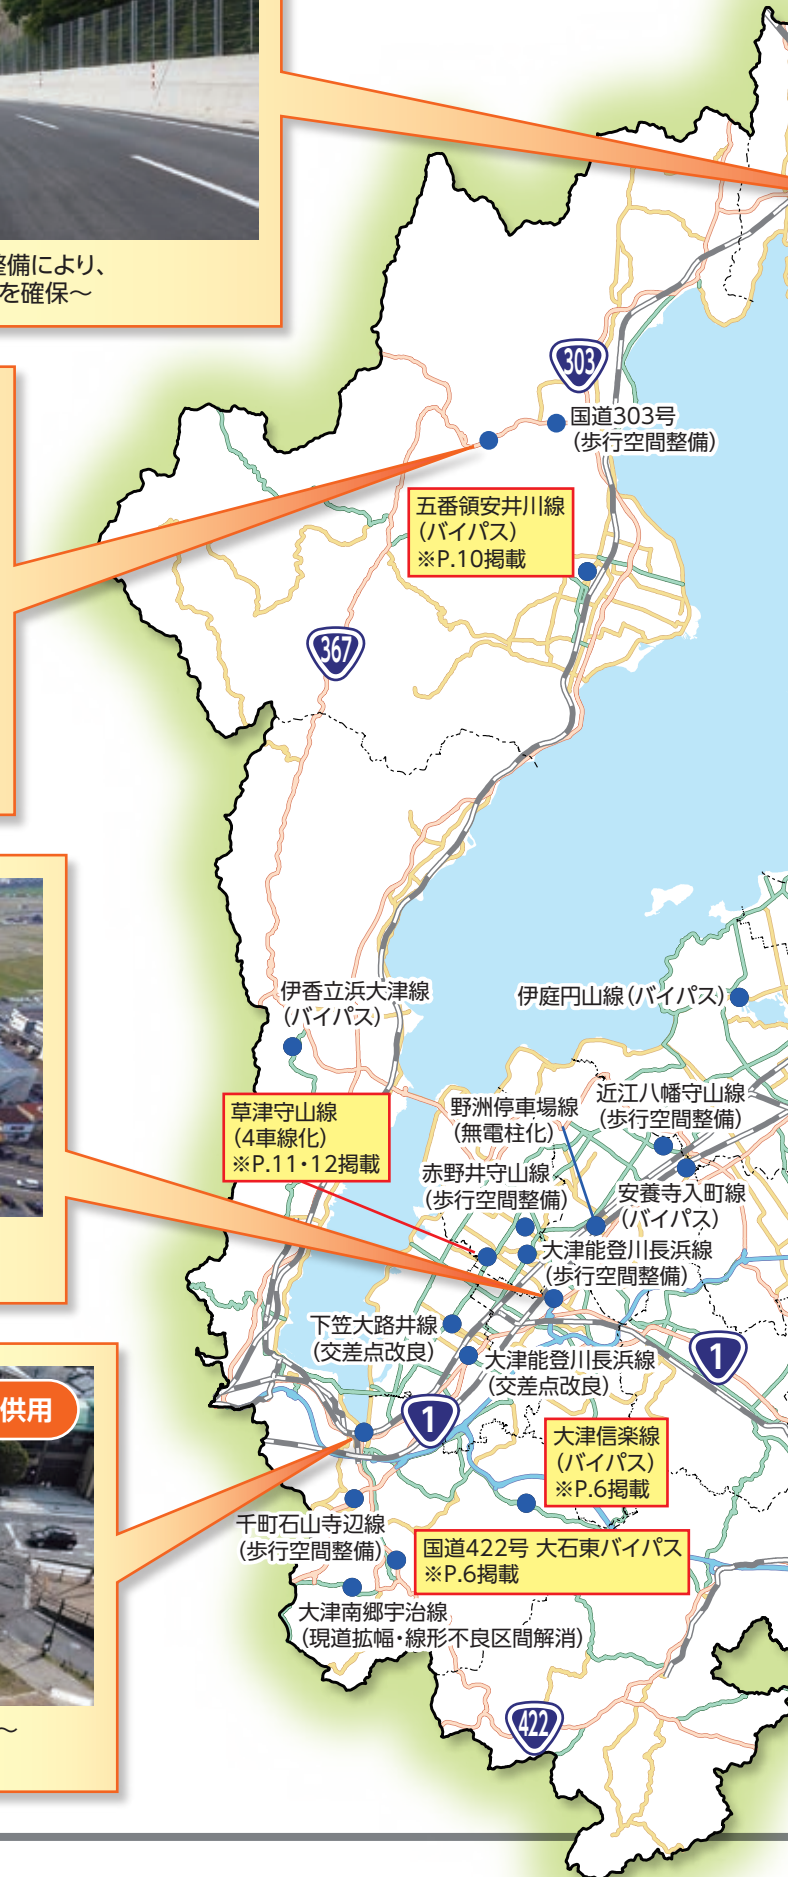 整備により、
を確保～
303
国道303号
(歩行空間整備)
五番領安井川線
(バイパス)
※P.10掲載
367
伊香立浜大津線
(バイパス)
伊庭円山線(バイパス)
草津守山線
(4車線化)
※P.11・12掲載
野洲停車場線
(無電柱化)
近江八幡守山線
(歩行空間整備)
赤野井守山線
(歩行空間整備)
安養寺入町線
(バイパス)
大津能登川長浜線
(歩行空間整備)
下笠大路井線
(交差点改良)
大津能登川長浜線
(交差点改良)
1
1
供用
大津信楽線
(バイパス)
※P.6掲載
千町石山寺辺線
(歩行空間整備)
国道422号 大石東バイパス
※P.6掲載
大津南郷宇治線
(現道拡幅・線形不良区間解消)
～
422